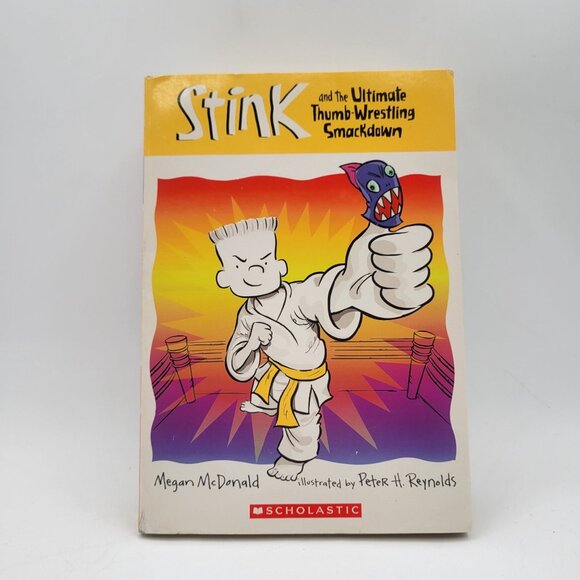 Stink
and the Ultimate
Thumb-Wrestling
Smackdown
Megan McDonald illustrated by Peter H. Reynolds
SCHOLASTIC